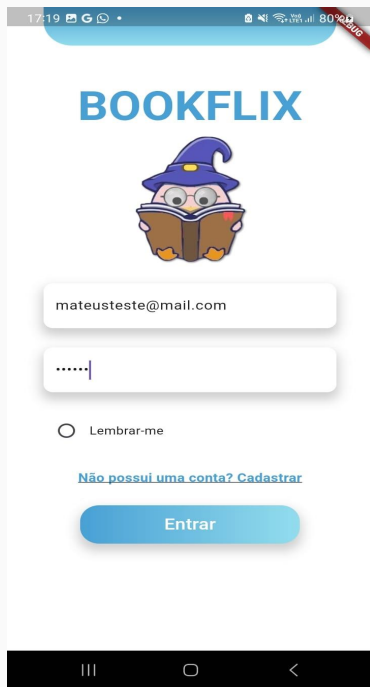 17:19
80%
DEBUG
BOOKFLIX
mateusteste@mail.com
••••••
Lembrar-me
Não possui uma conta? Cadastrar
Entrar